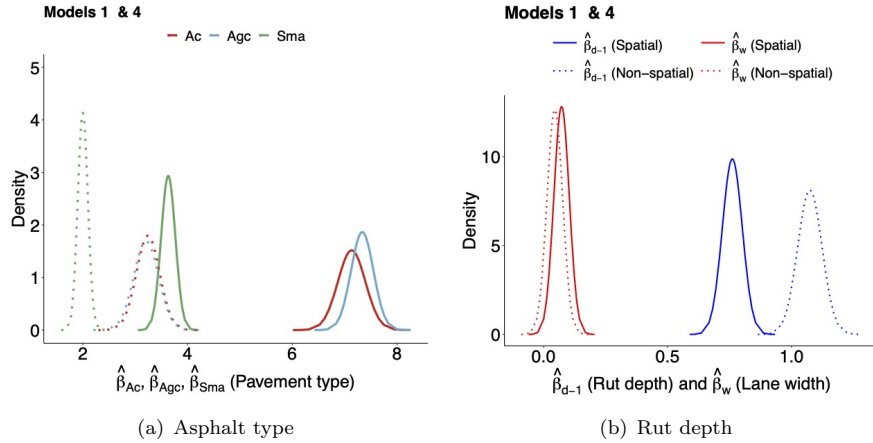 Models 1 & 4
Ac Agc Sma
5
4
3
2
1
0
Density
2 4 6 8
β̂Ac, β̂Agc, β̂Sma (Pavement type)
(a) Asphalt type
Models 1 & 4
β̂d−1 (Spatial) β̂w (Spatial)
β̂d−1 (Non-spatial) β̂w (Non-spatial)
10
5
0
Density
0.0 0.5 1.0
β̂d−1 (Rut depth) and β̂w (Lane width)
(b) Rut depth